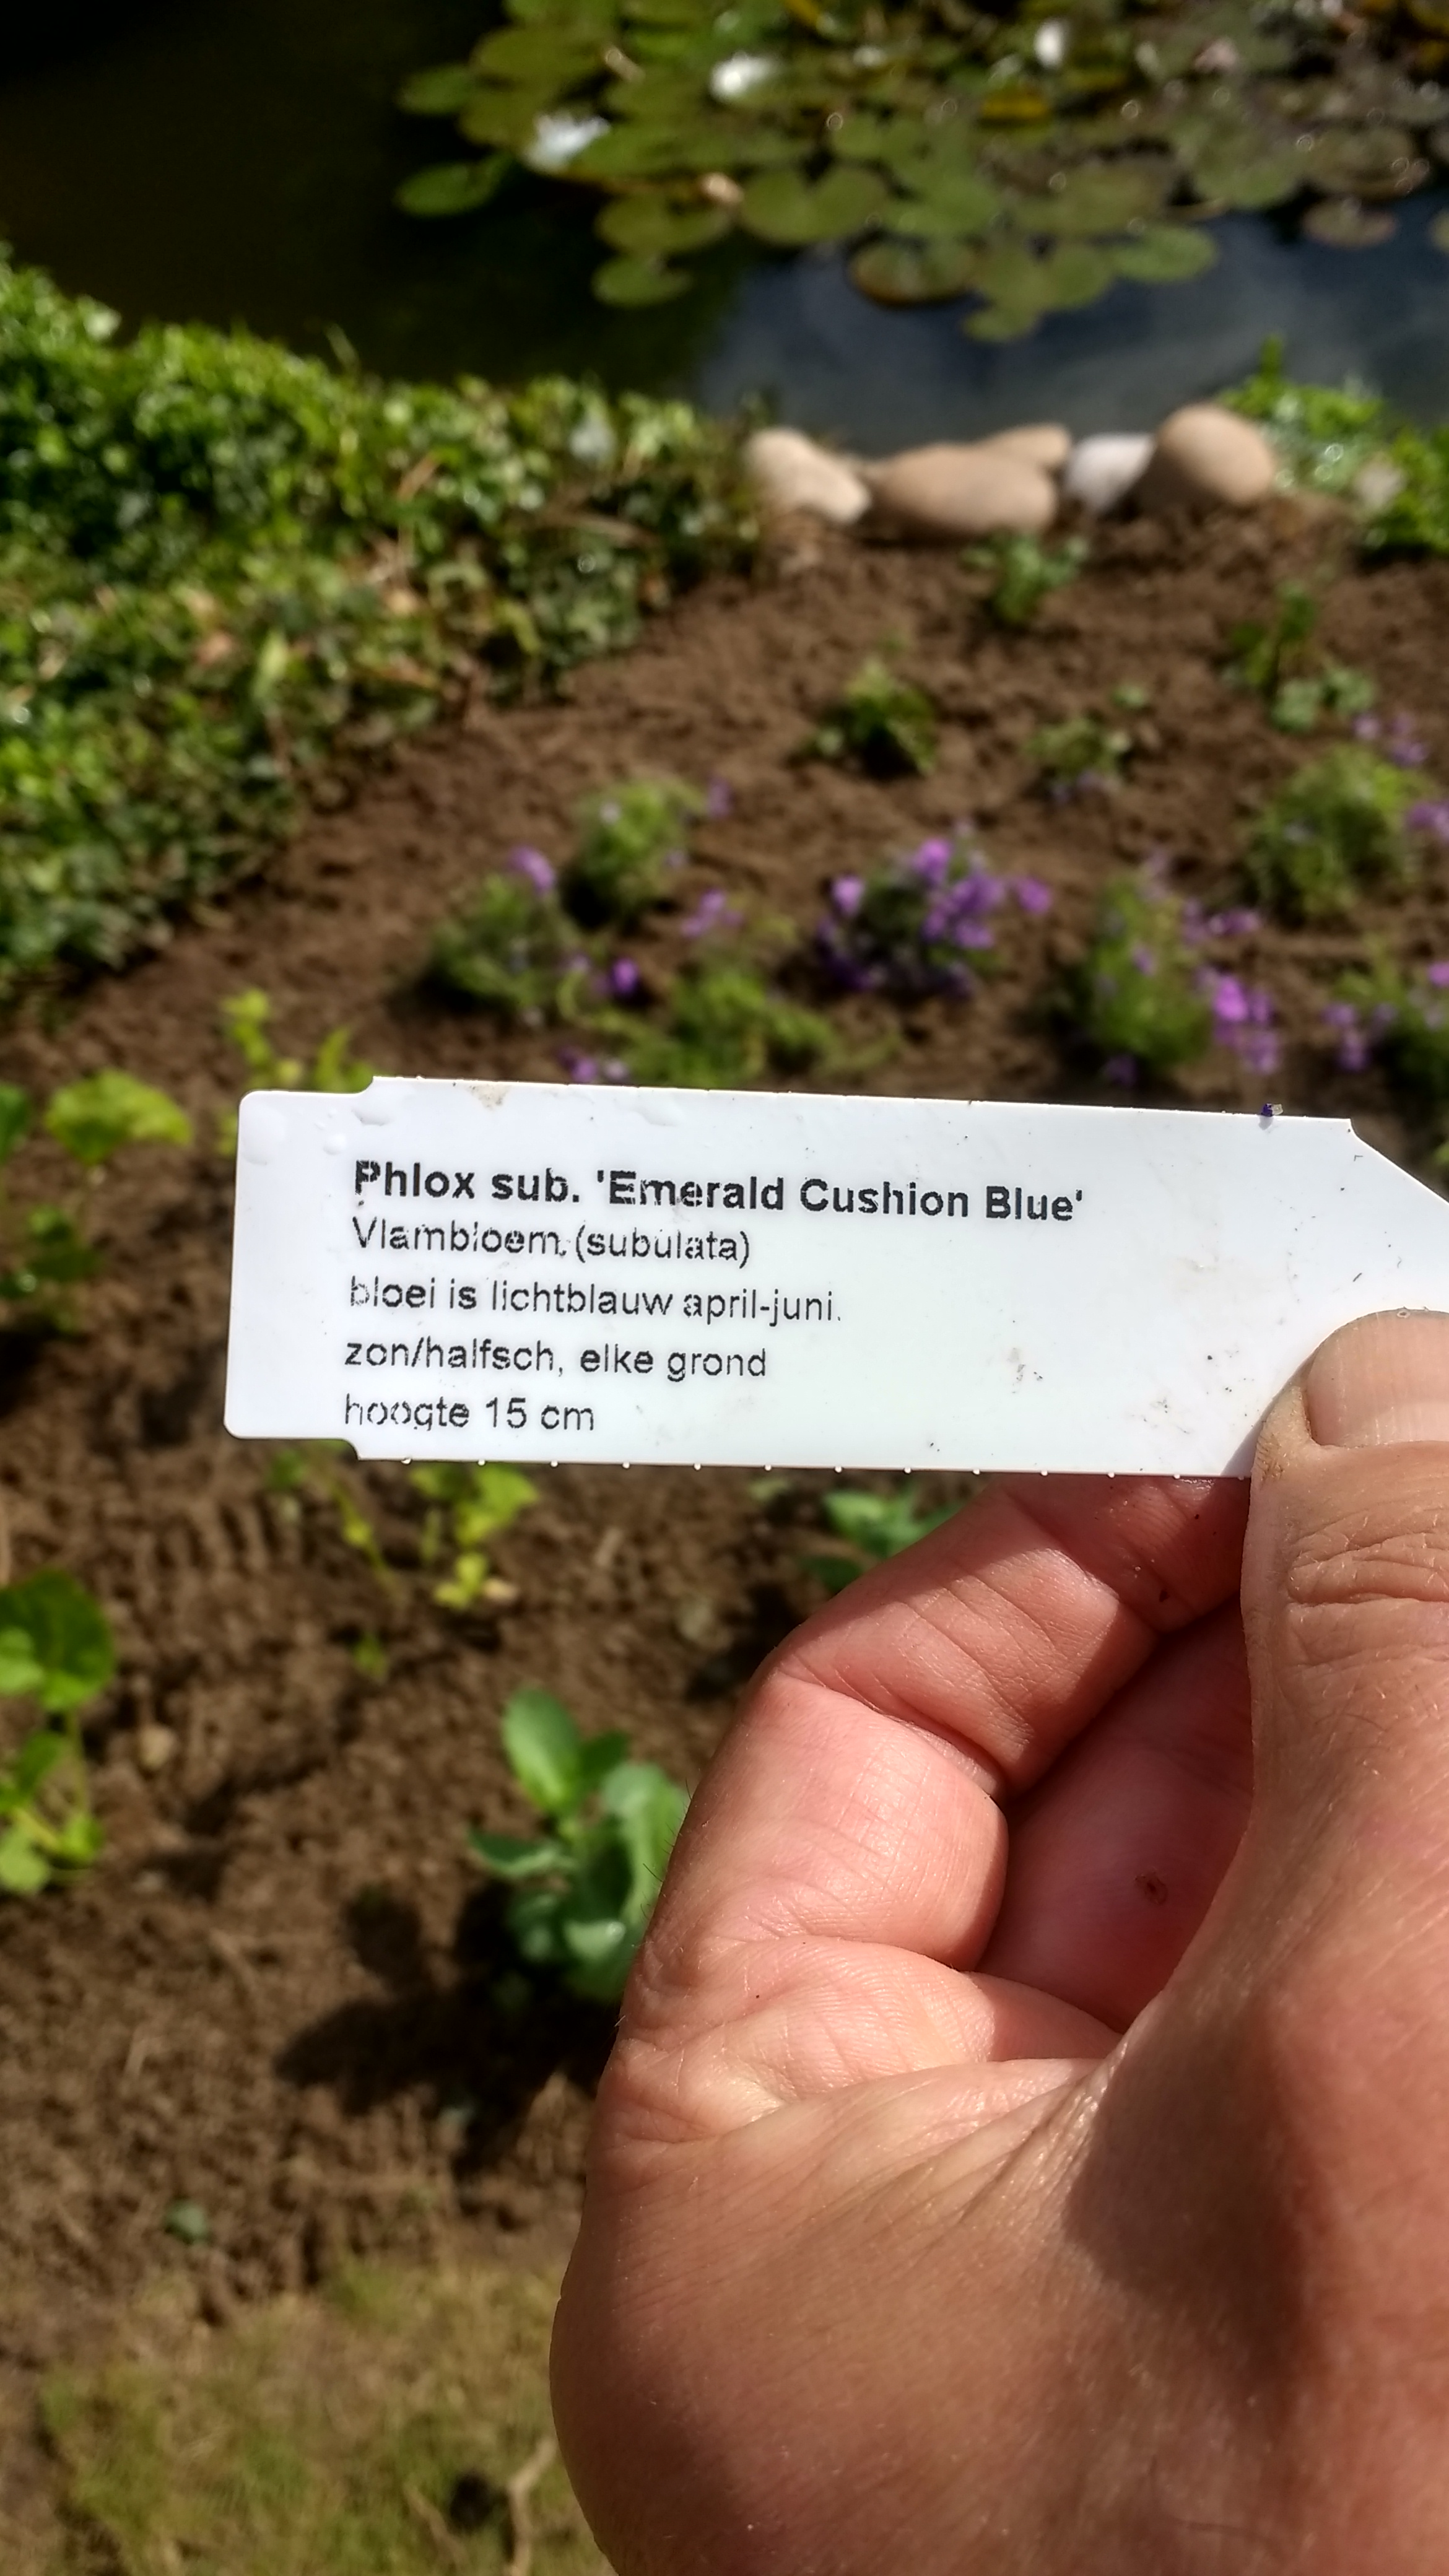 Phlox sub. 'Emerald Cushion Blue'
Vlambloem, (subulata)
bloei is lichtblauw april-juni.
zon/halfsch, elke grond
hoogte 15 cm